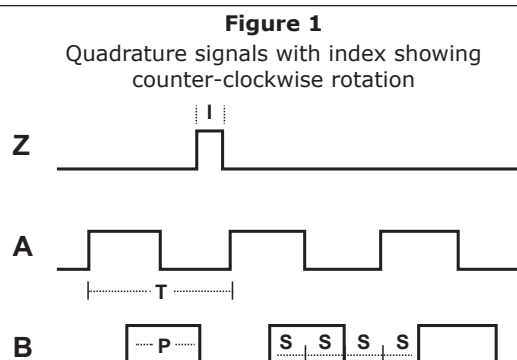 Figure 1
Quadrature signals with index showing
counter-clockwise rotation
I
Z
A
T
B
P
S S S S